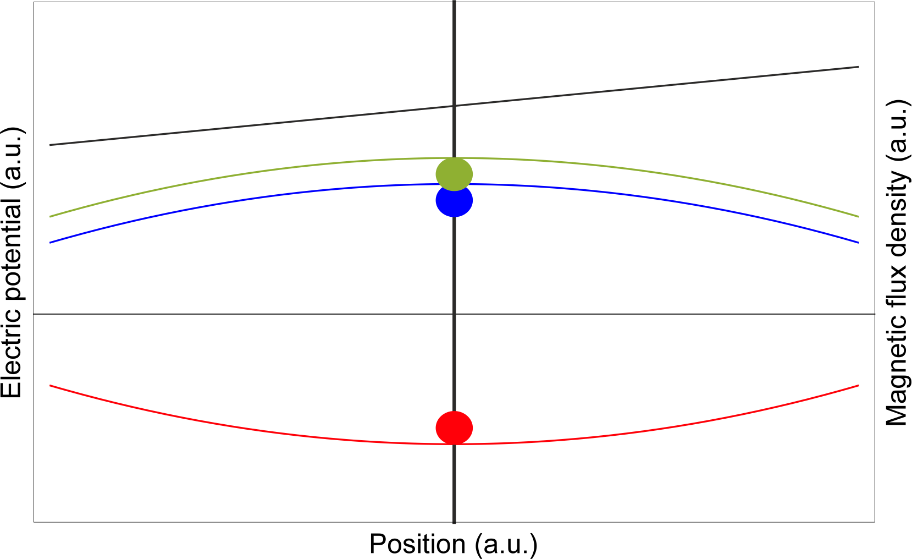 Electric potential (a.u.)
Magnetic flux density (a.u.)
Position (a.u.)